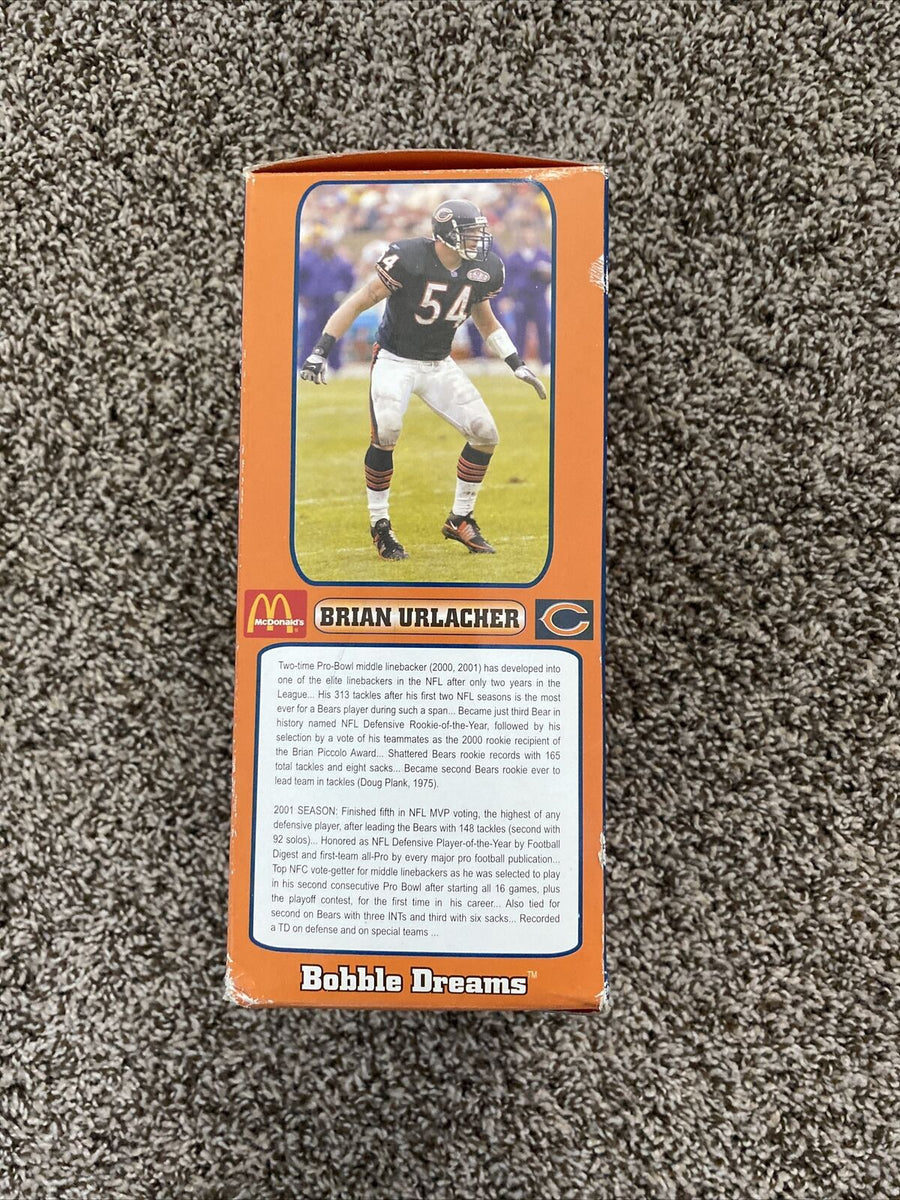 54
54
McDonald's
BRIAN URLACHER
Two-time Pro-Bowl middle linebacker (2000, 2001) has developed into
one of the elite linebackers in the NFL after only two years in the
League... His 313 tackles after his first two NFL seasons is the most
ever for a Bears player during such a span... Became just third Bear in
history named NFL Defensive Rookie-of-the-Year, followed by his
selection by a vote of his teammates as the 2000 rookie recipient of
the Brian Piccolo Award... Shattered Bears rookie records with 165
total tackles and eight sacks... Became second Bears rookie ever to
lead team in tackles (Doug Plank, 1975).
2001 SEASON: Finished fifth in NFL MVP voting, the highest of any
defensive player, after leading the Bears with 148 tackles (second with
92 solos)... Honored as NFL Defensive Player-of-the-Year by Football
Digest and first-team all-Pro by every major pro football publication...
Top NFC vote-getter for middle linebackers as he was selected to play
in his second consecutive Pro Bowl after starting all 16 games, plus
the playoff contest, for the first time in his career... Also tied for
second on Bears with three INTs and third with six sacks... Recorded
a TD on defense and on special teams ...
Bobble Dreams™